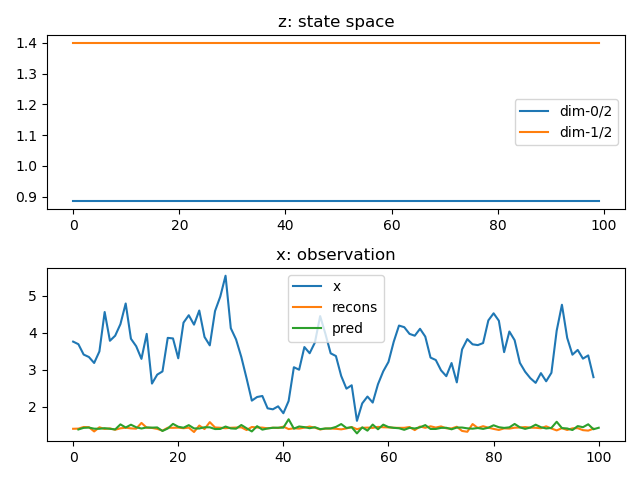 z: state space
1.4
1.3
1.2
1.1
1.0
0.9
dim-0/2
dim-1/2
0 20 40 60 80 100
x: observation
5
4
3
2
x
recons
pred
0 20 40 60 80 100